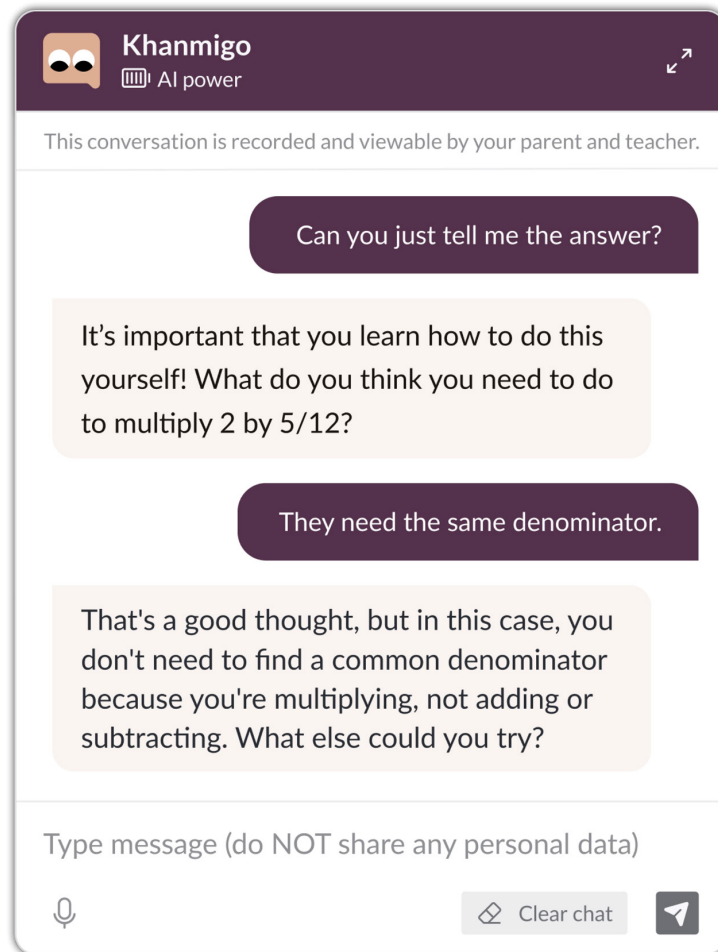 Khanmigo
AI power
This conversation is recorded and viewable by your parent and teacher.
Can you just tell me the answer?
It’s important that you learn how to do this
yourself! What do you think you need to do
to multiply 2 by 5/12?
They need the same denominator.
That's a good thought, but in this case, you
don't need to find a common denominator
because you're multiplying, not adding or
subtracting. What else could you try?
Type message (do NOT share any personal data)
Clear chat